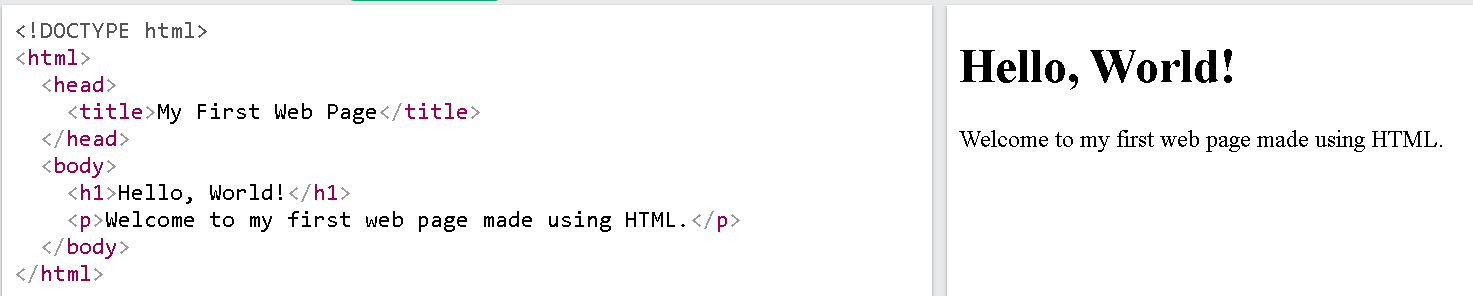 <!DOCTYPE html>
<html>
  <head>
    <title>My First Web Page</title>
  </head>
  <body>
    <h1>Hello, World!</h1>
    <p>Welcome to my first web page made using HTML.</p>
  </body>
</html>
Hello, World!
Welcome to my first web page made using HTML.